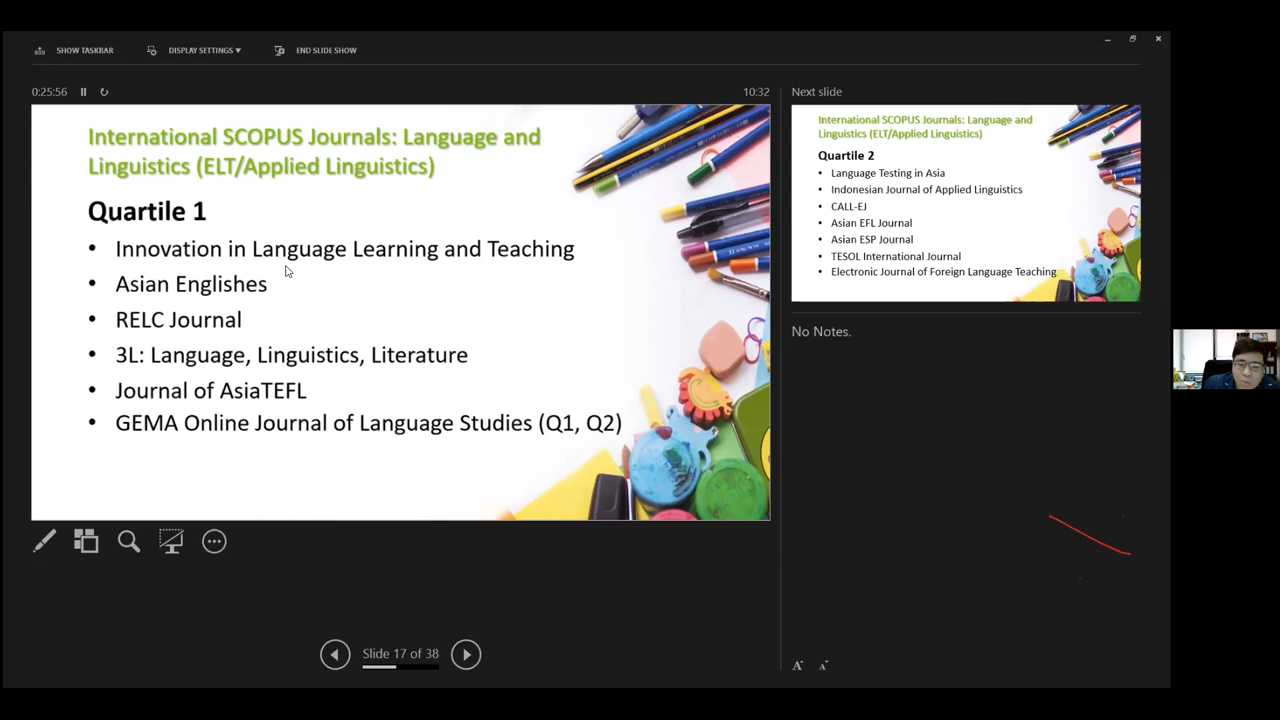 SHOW TASKBAR DISPLAY SETTINGS ▼ END SLIDE SHOW
0:25:56 10:32
International SCOPUS Journals: Language and
Linguistics (ELT/Applied Linguistics)
Quartile 1
• Innovation in Language Learning and Teaching
• Asian Englishes
• RELC Journal
• 3L: Language, Linguistics, Literature
• Journal of AsiaTEFL
• GEMA Online Journal of Language Studies (Q1, Q2)
Slide 17 of 38
Next slide
International SCOPUS Journals: Language and
Linguistics (ELT/Applied Linguistics)
Quartile 2
• Language Testing in Asia
• Indonesian Journal of Applied Linguistics
• CALL-EJ
• Asian EFL Journal
• Asian ESP Journal
• TESOL International Journal
• Electronic Journal of Foreign Language Teaching
No Notes.
A A